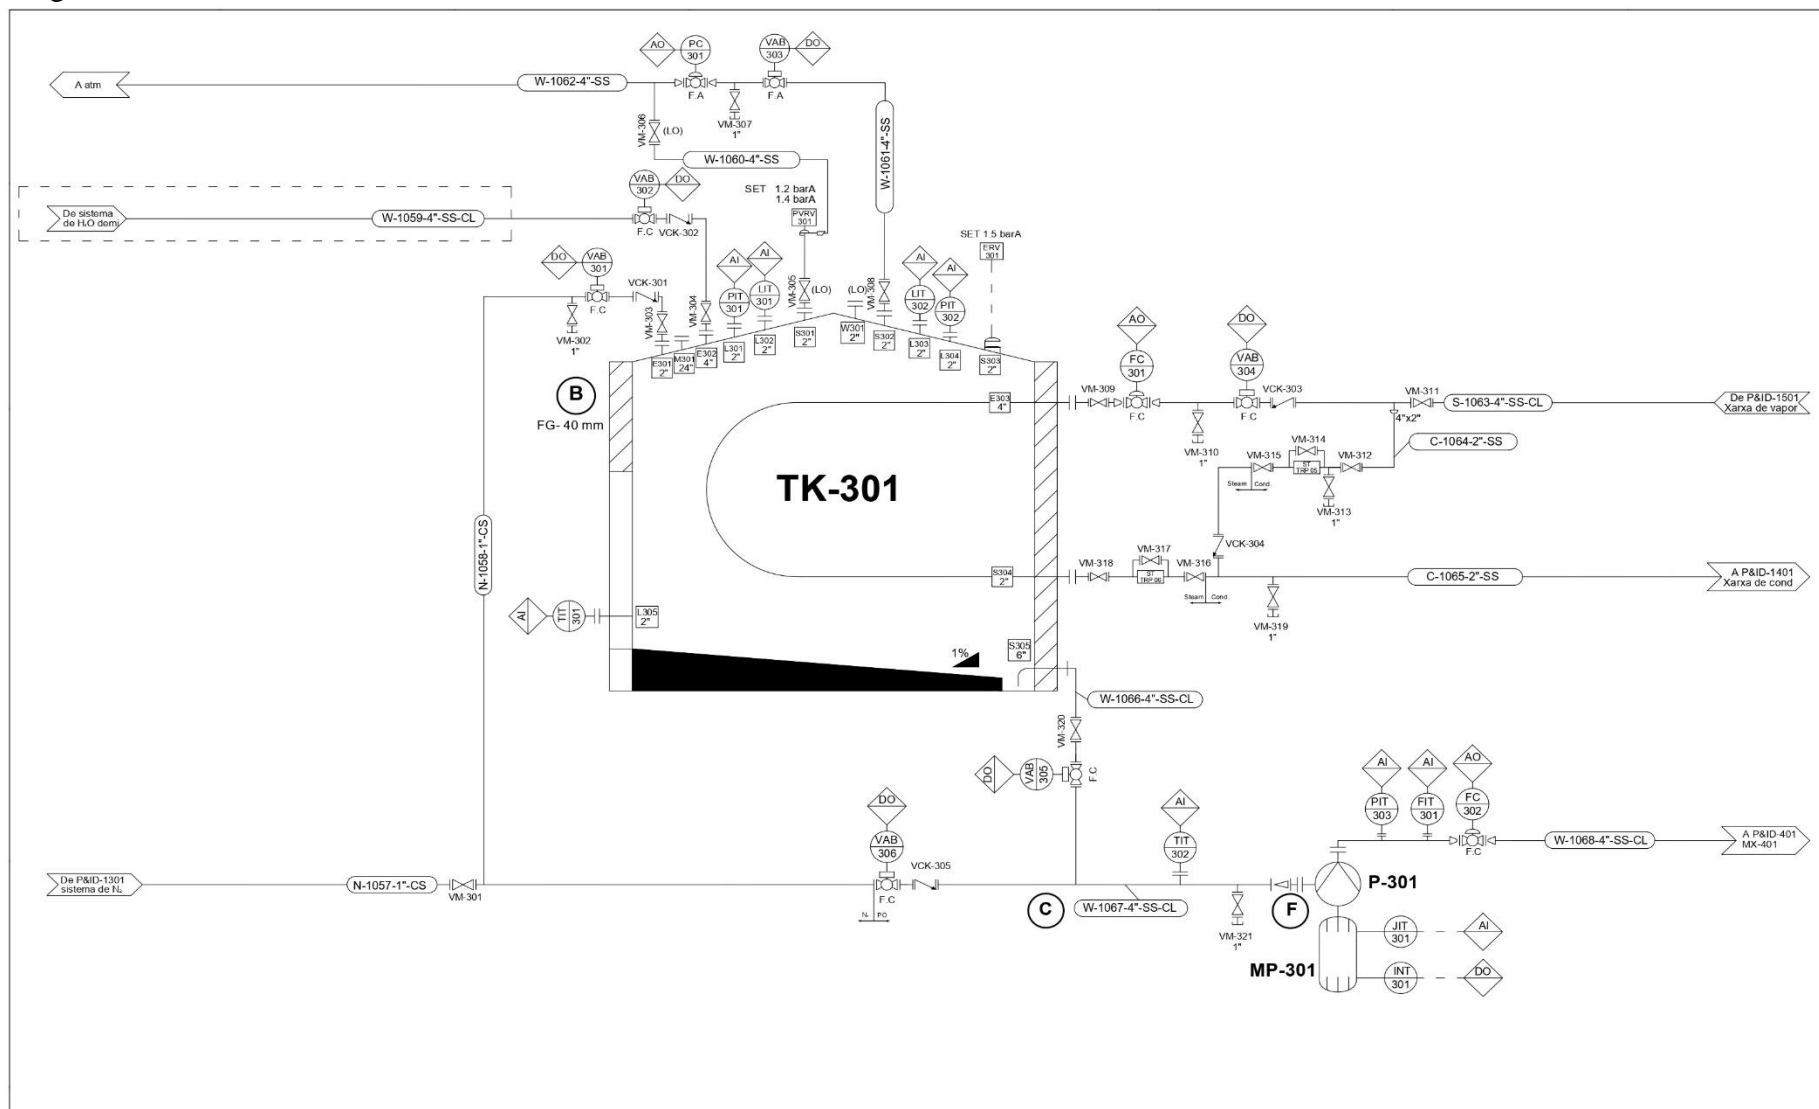 AO
PC
301
VAB
303
DO
A atm
W-1062-4"-SS
F.A
F.A
VM-307
1"
VM-306
(LO)
W-1060-4"-SS
W-1061-4"-SS
VAB
302
DO
SET 1.2 barA
1.4 barA
PVRV
301
De sistema
de H₂O demi
W-1059-4"-SS-CL
F.C
VCK-302
SET 1.5 barA
ERV
301
DO
VAB
301
VCK-301
F.C
VM-302
1"
VM-303
VM-304
AI
PIT
301
AI
LIT
301
VM-305
(LO)
(LO)
VM-308
AI
LIT
302
AI
PIT
302
E301
2"
M301
24"
E302
4"
L301
2"
L302
2"
S301
2"
W301
2"
S302
2"
L303
2"
L304
2"
S303
2"
B
FG- 40 mm
AO
FC
301
DO
VAB
304
E303
4"
VM-309
F.C
VM-310
1"
F.C
VCK-303
VM-311
S-1063-4"-SS-CL
De P&ID-1501
Xarxa de vapor
4"x2"
C-1064-2"-SS
VM-314
VM-315
ST
TRP 05
VM-312
Steam
Cond.
VM-313
1"
TK-301
VCK-304
S304
2"
VM-318
VM-317
ST
TRP 06
VM-316
Steam
Cond.
C-1065-2"-SS
A P&ID-1401
Xarxa de cond
VM-319
1"
N-1058-1"-CS
AI
TIT
301
L305
2"
1%
S305
6"
W-1066-4"-SS-CL
VM-320
DO
VAB
305
F.C
DO
VAB
306
VCK-305
F.C
N₂
PO
AI
TIT
302
AI
PIT
303
AI
FIT
301
AO
FC
302
F.C
W-1068-4"-SS-CL
A P&ID-401
MX-401
De P&ID-1301
sistema de N₂
N-1057-1"-CS
VM-301
C
W-1067-4"-SS-CL
VM-321
1"
F
P-301
MP-301
JIT
301
AI
INT
301
DO